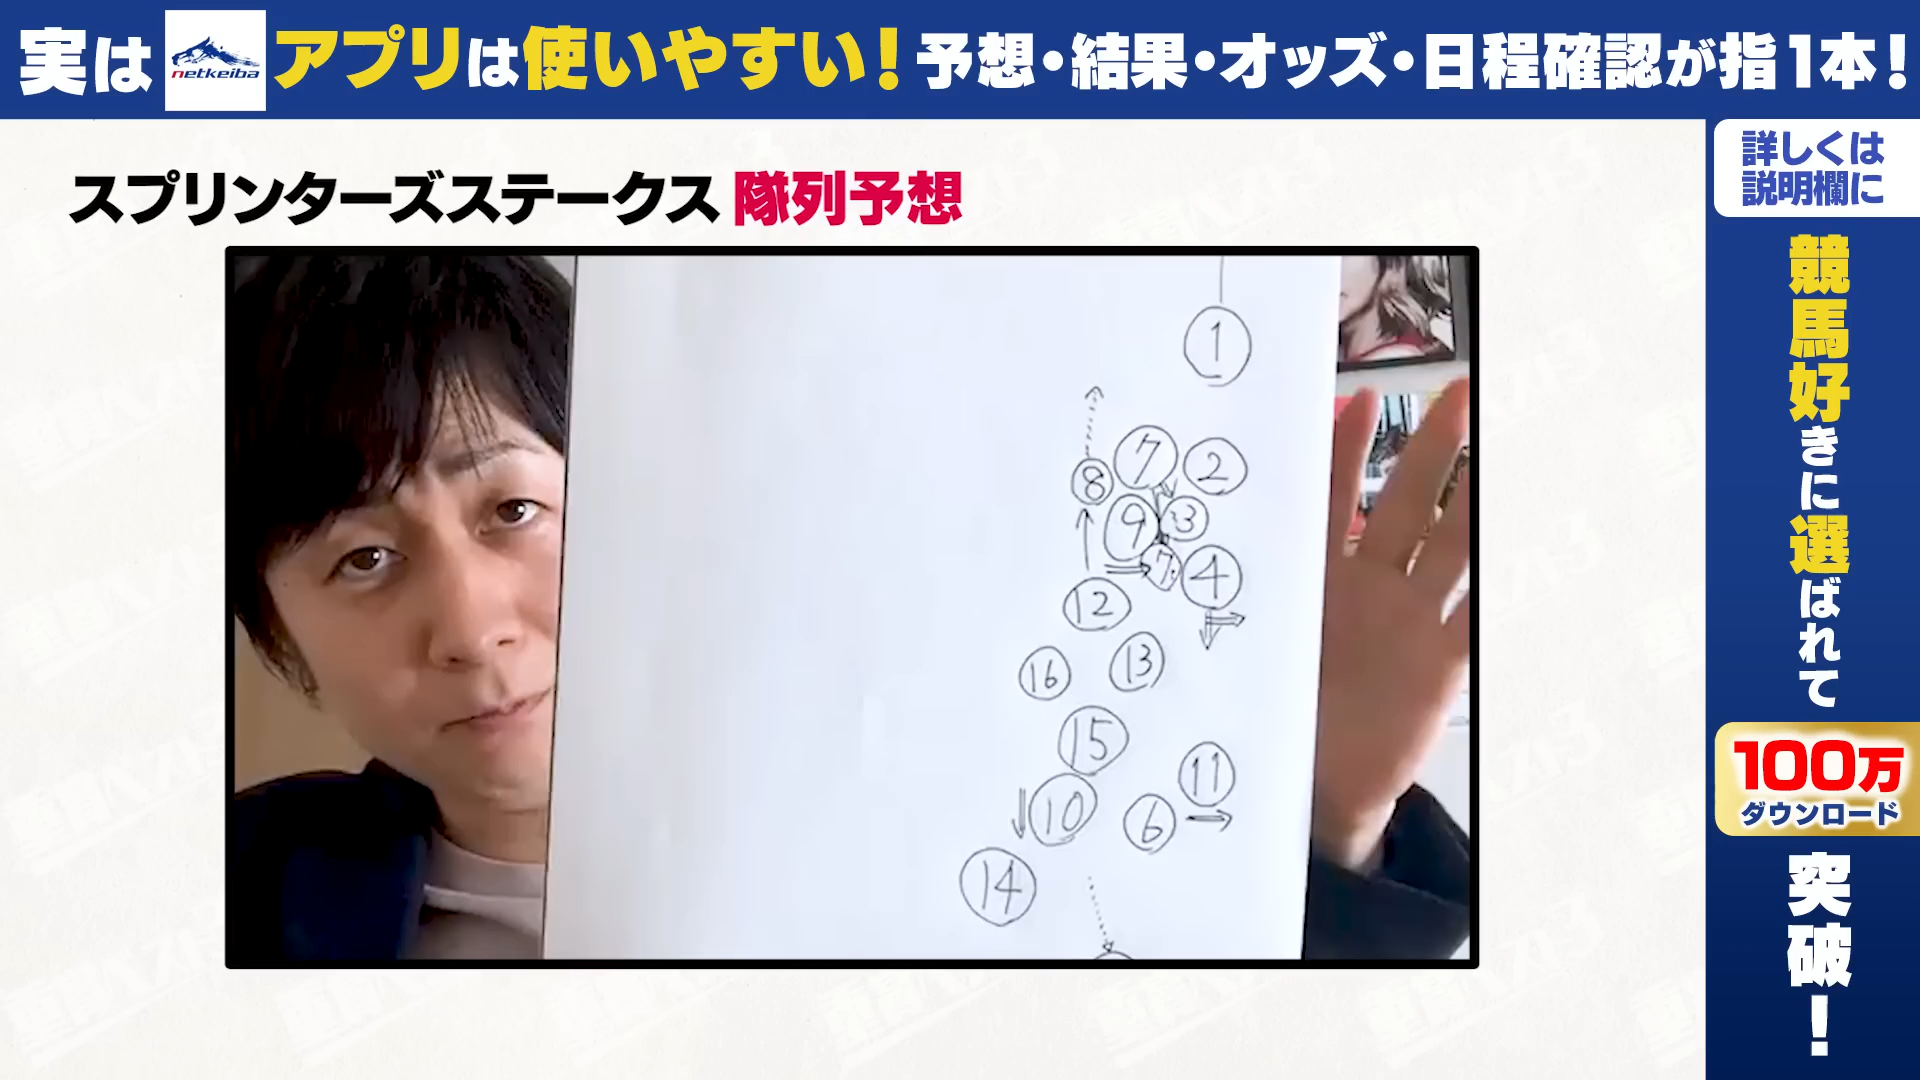 実は netkeiba アプリは使いやすい！予想・結果・オッズ・日程確認が指1本！
詳しくは
説明欄に
競馬好きに選ばれて
100万
ダウンロード
突破！
スプリンターズステークス 隊列予想
1
8 7 2
9 3
7 4
12
16 13
15
11
10 6
14